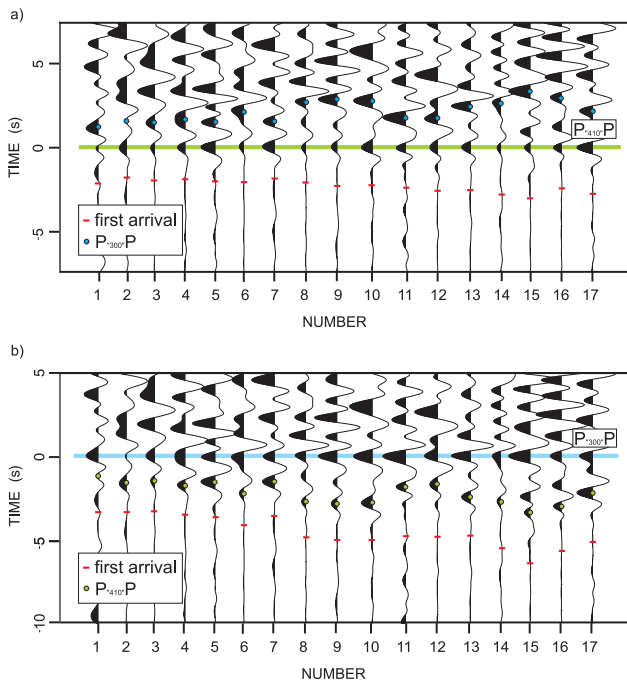 a)
5
0
-5
TIME (s)
P"410"P
first arrival
P"300"P
1 2 3 4 5 6 7 8 9 10 11 12 13 14 15 16 17
NUMBER
b)
5
0
-5
-10
TIME (s)
P"300"P
first arrival
P"410"P
1 2 3 4 5 6 7 8 9 10 11 12 13 14 15 16 17
NUMBER